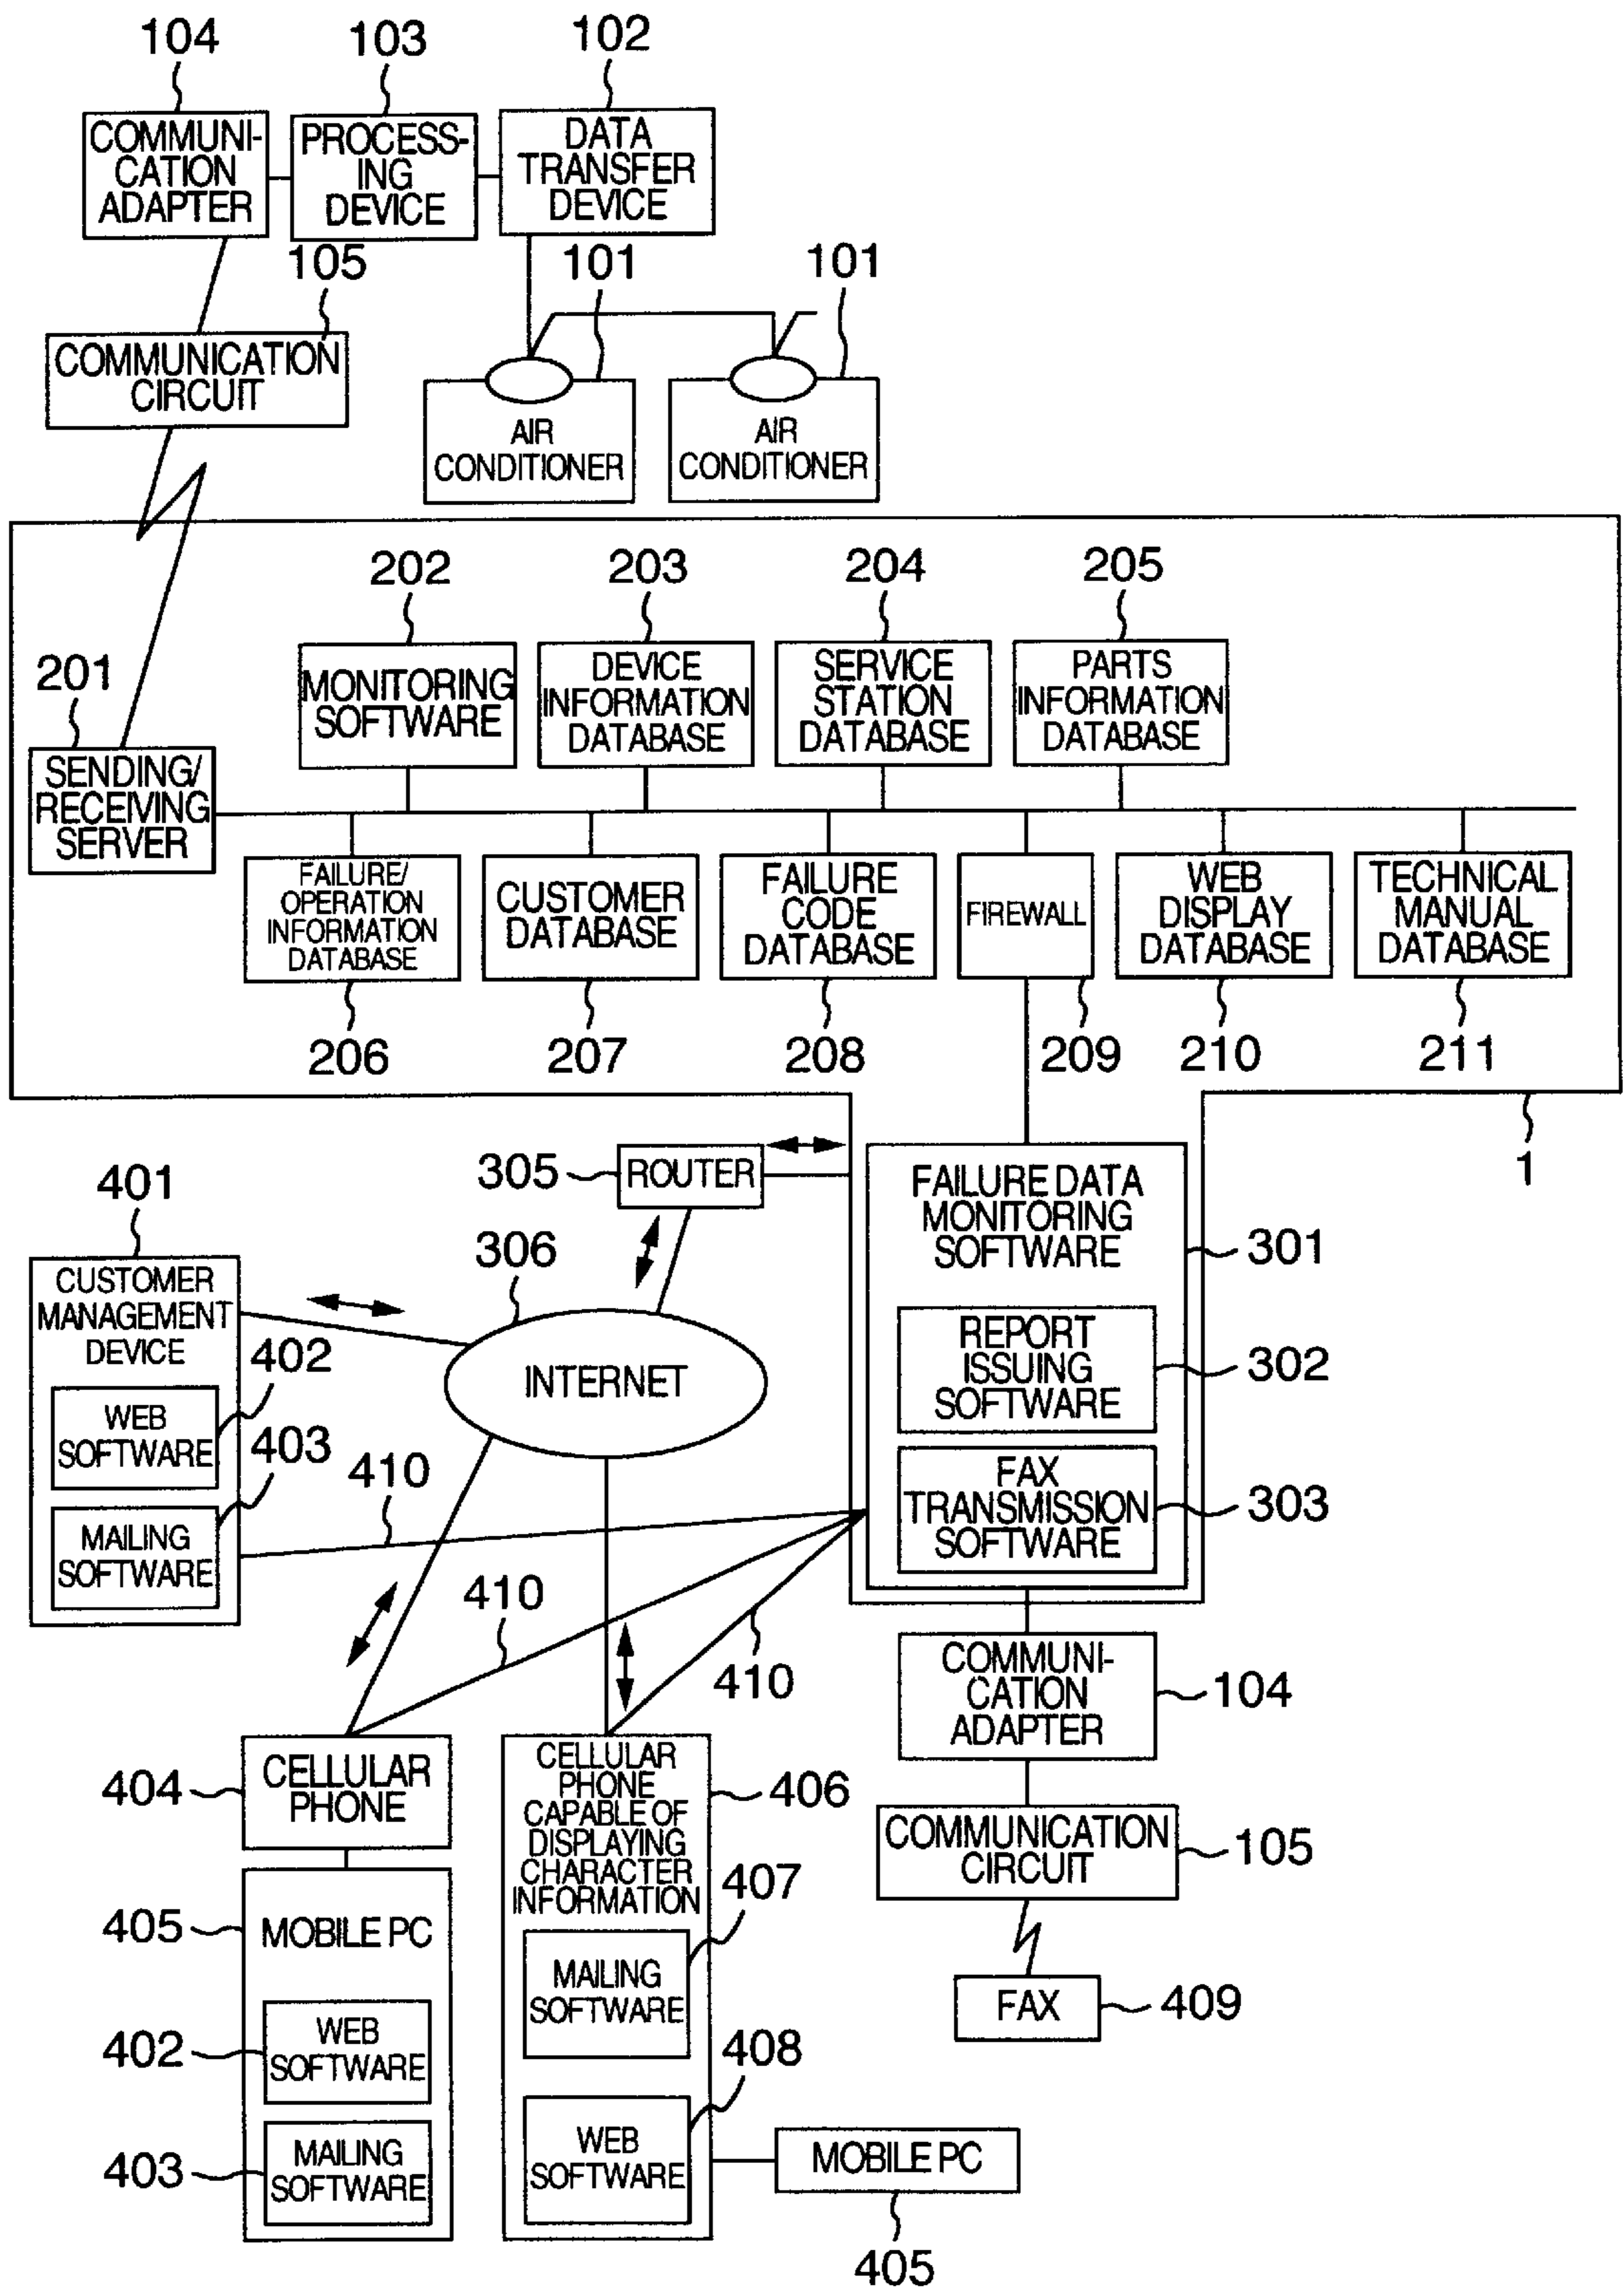 104
103
102
COMMUNI-
CATION
ADAPTER
PROCESS-
ING
DEVICE
DATA
TRANSFER
DEVICE
105
101
101
COMMUNICATION
CIRCUIT
AIR
CONDITIONER
AIR
CONDITIONER
202
203
204
205
201
MONITORING
SOFTWARE
DEVICE
INFORMATION
DATABASE
SERVICE
STATION
DATABASE
PARTS
INFORMATION
DATABASE
SENDING/
RECEIVING
SERVER
FAILURE/
OPERATION
INFORMATION
DATABASE
CUSTOMER
DATABASE
FAILURE
CODE
DATABASE
FIREWALL
WEB
DISPLAY
DATABASE
TECHNICAL
MANUAL
DATABASE
206
207
208
209
210
211
1
305
ROUTER
401
306
CUSTOMER
MANAGEMENT
DEVICE
402
WEB
SOFTWARE
403
MAILING
SOFTWARE
INTERNET
FAILURE DATA
MONITORING
SOFTWARE
301
REPORT
ISSUING
SOFTWARE
302
FAX
TRANSMISSION
SOFTWARE
303
410
410
410
COMMUNI-
CATION
ADAPTER
104
404
CELLULAR
PHONE
CELLULAR
PHONE
CAPABLE OF
DISPLAYING
CHARACTER
INFORMATION
406
COMMUNICATION
CIRCUIT
105
405
MOBILE PC
407
MAILING
SOFTWARE
FAX
409
402
WEB
SOFTWARE
408
403
MAILING
SOFTWARE
WEB
SOFTWARE
MOBILE PC
405